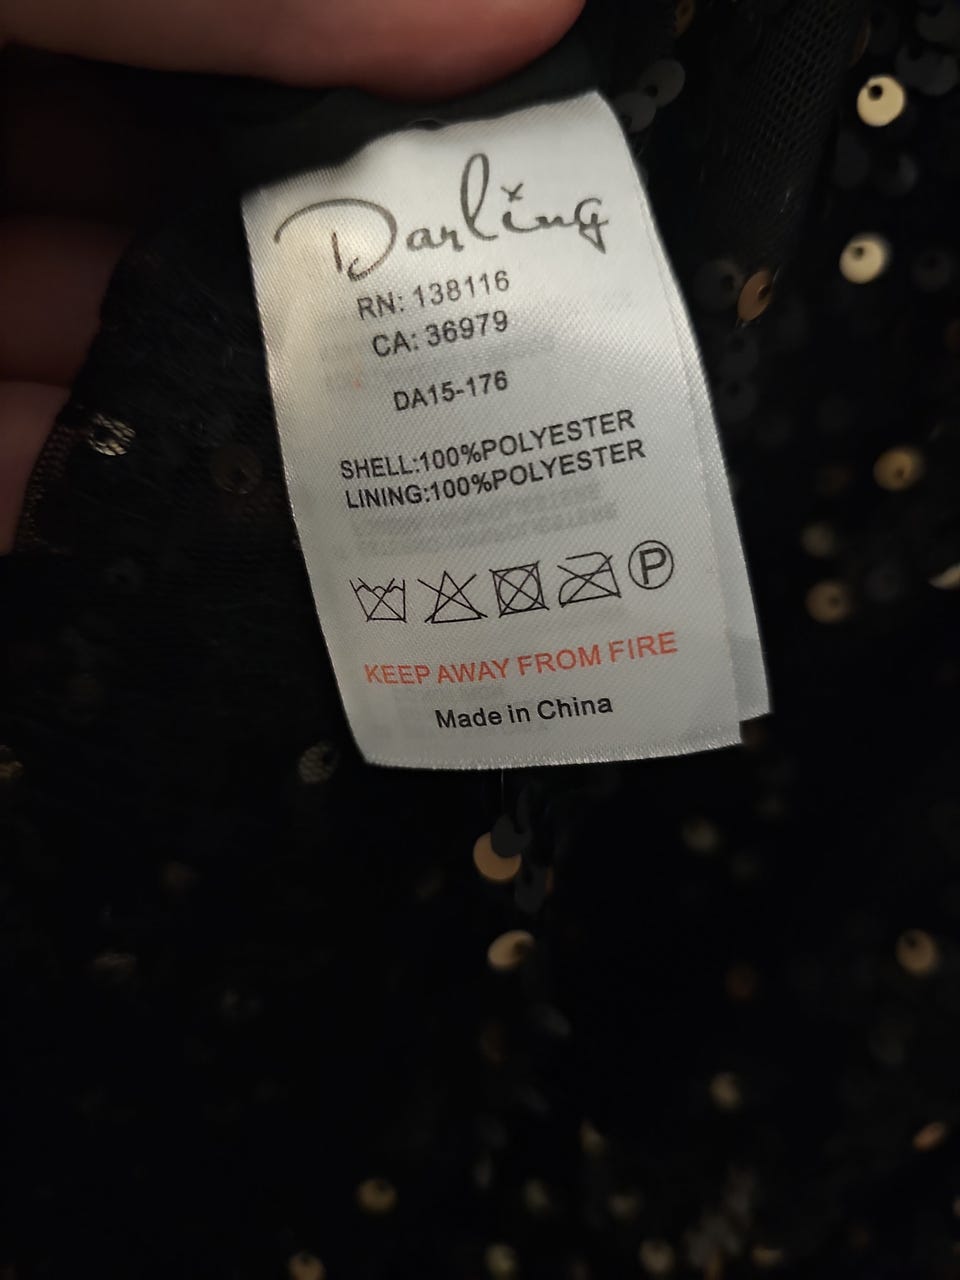 Darling
RN: 138116
CA: 36979
DA15-176
SHELL:100%POLYESTER
LINING:100%POLYESTER
P
KEEP AWAY FROM FIRE
Made in China